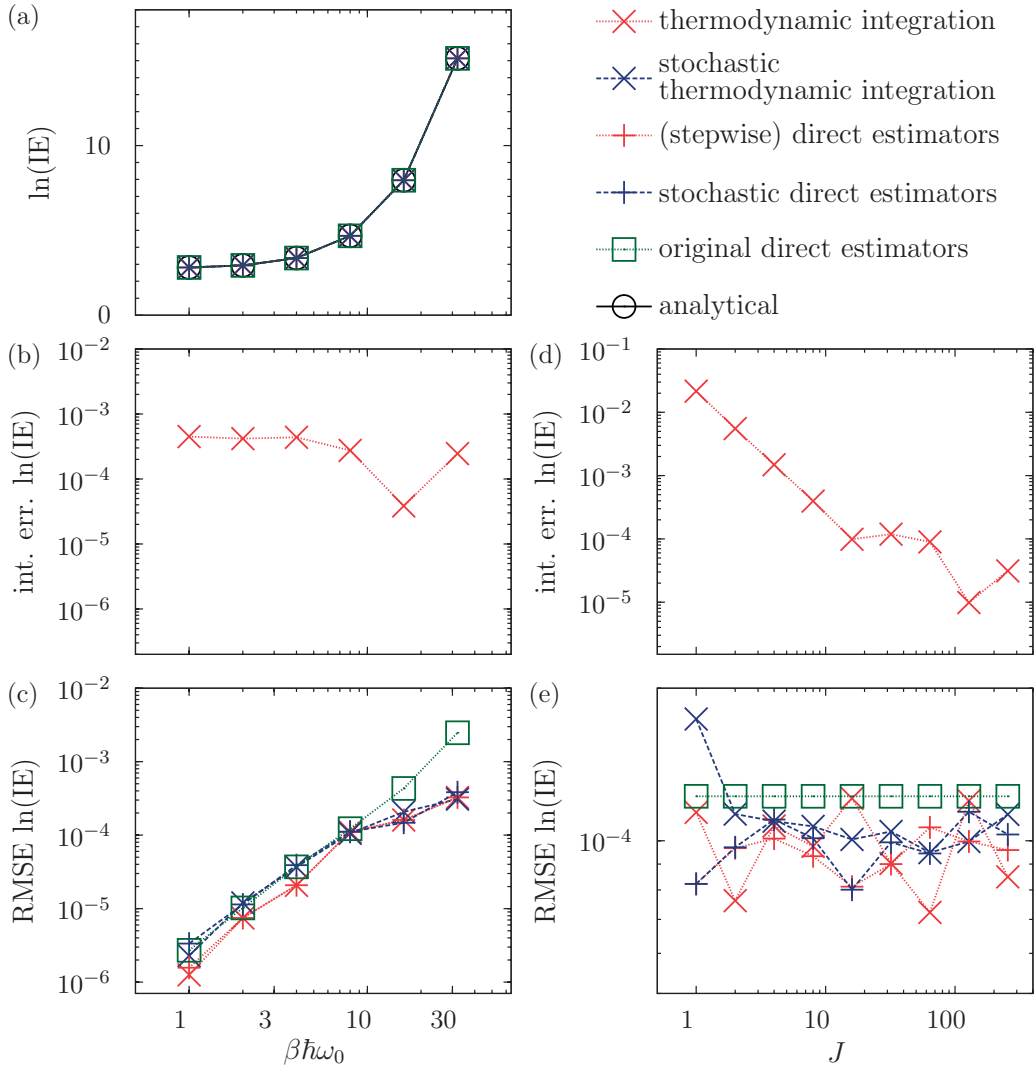 (a)
ln(IE)
10
0
thermodynamic integration
stochastic
thermodynamic integration
(stepwise) direct estimators
stochastic direct estimators
original direct estimators
analytical
(b)
int. err. ln(IE)
10⁻²
10⁻³
10⁻⁴
10⁻⁵
10⁻⁶
(d)
int. err. ln(IE)
10⁻¹
10⁻²
10⁻³
10⁻⁴
10⁻⁵
(c)
RMSE ln(IE)
10⁻²
10⁻³
10⁻⁴
10⁻⁵
10⁻⁶
1 3 10 30
βħω₀
(e)
RMSE ln(IE)
10⁻⁴
1 10 100
J